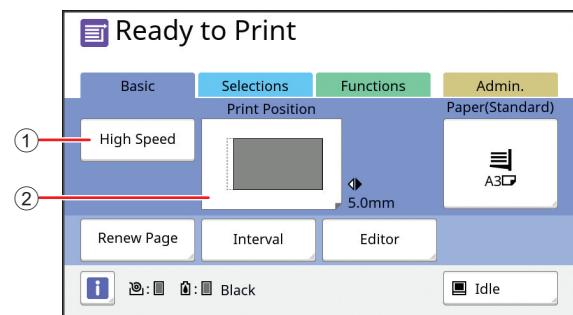 Ready to Print
Basic
Selections
Functions
Admin.
Print Position
Paper(Standard)
1
High Speed
A3
2
5.0mm
Renew Page
Interval
Editor
i
: : Black
Idle